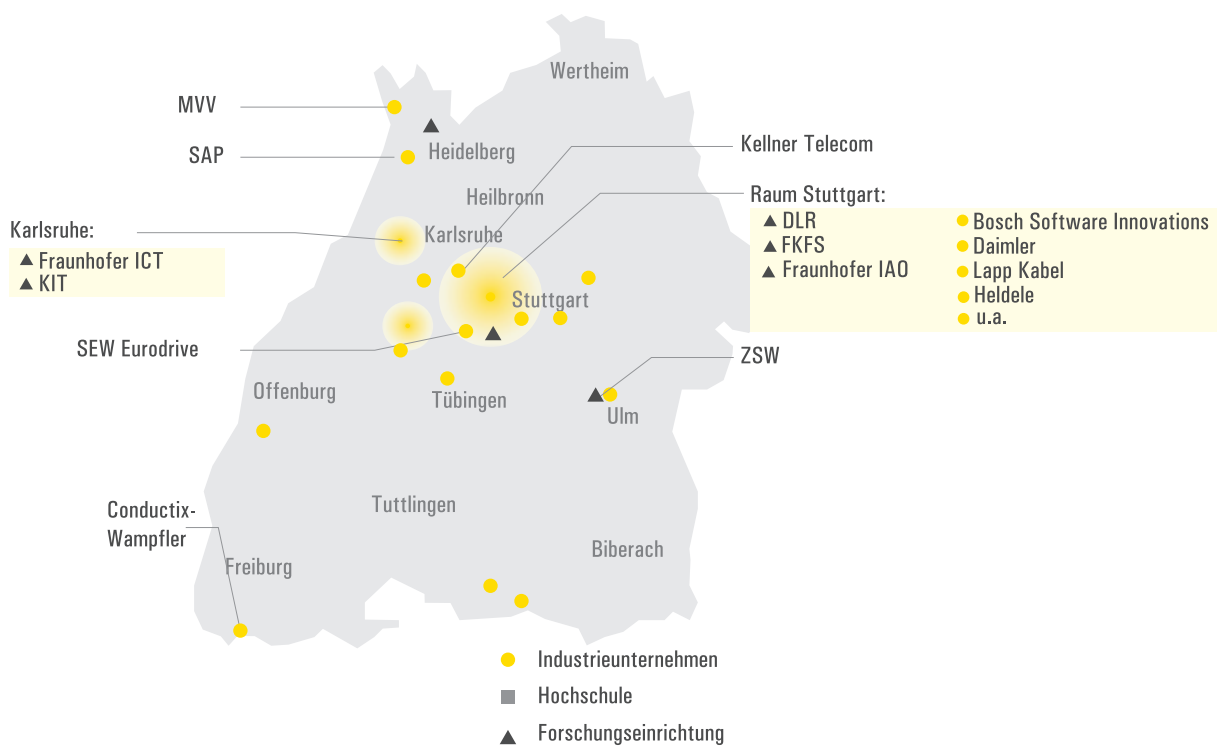 Wertheim
MVV
SAP
Heidelberg
Kellner Telecom
Heilbronn
Raum Stuttgart:
DLR
FKFS
Fraunhofer IAO
Bosch Software Innovations
Daimler
Lapp Kabel
Heldele
u.a.
Karlsruhe:
Fraunhofer ICT
KIT
Karlsruhe
Stuttgart
SEW Eurodrive
ZSW
Offenburg
Tübingen
Ulm
Conductix-
Wampfler
Tuttlingen
Biberach
Freiburg
Industrieunternehmen
Hochschule
Forschungseinrichtung